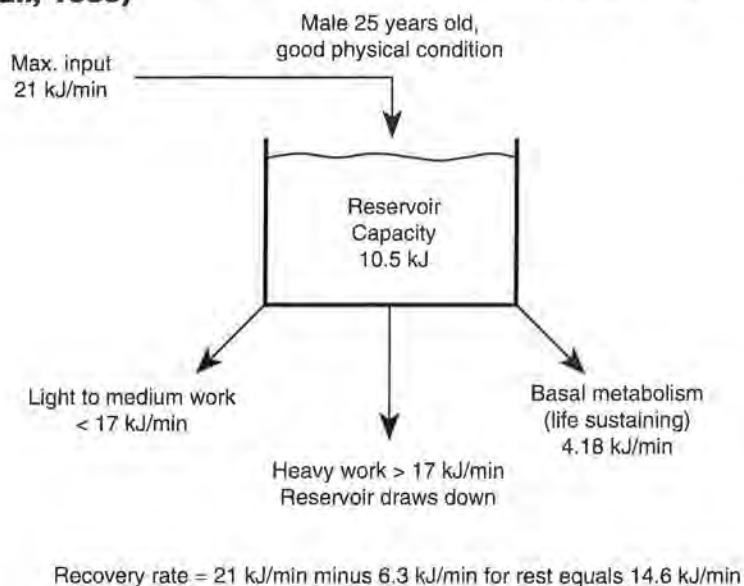 Male 25 years old,
good physical condition
Max. input
21 kJ/min
Reservoir
Capacity
10.5 kJ
Light to medium work
< 17 kJ/min
Basal metabolism
(life sustaining)
4.18 kJ/min
Heavy work > 17 kJ/min
Reservoir draws down
Recovery rate = 21 kJ/min minus 6.3 kJ/min for rest equals 14.6 kJ/min